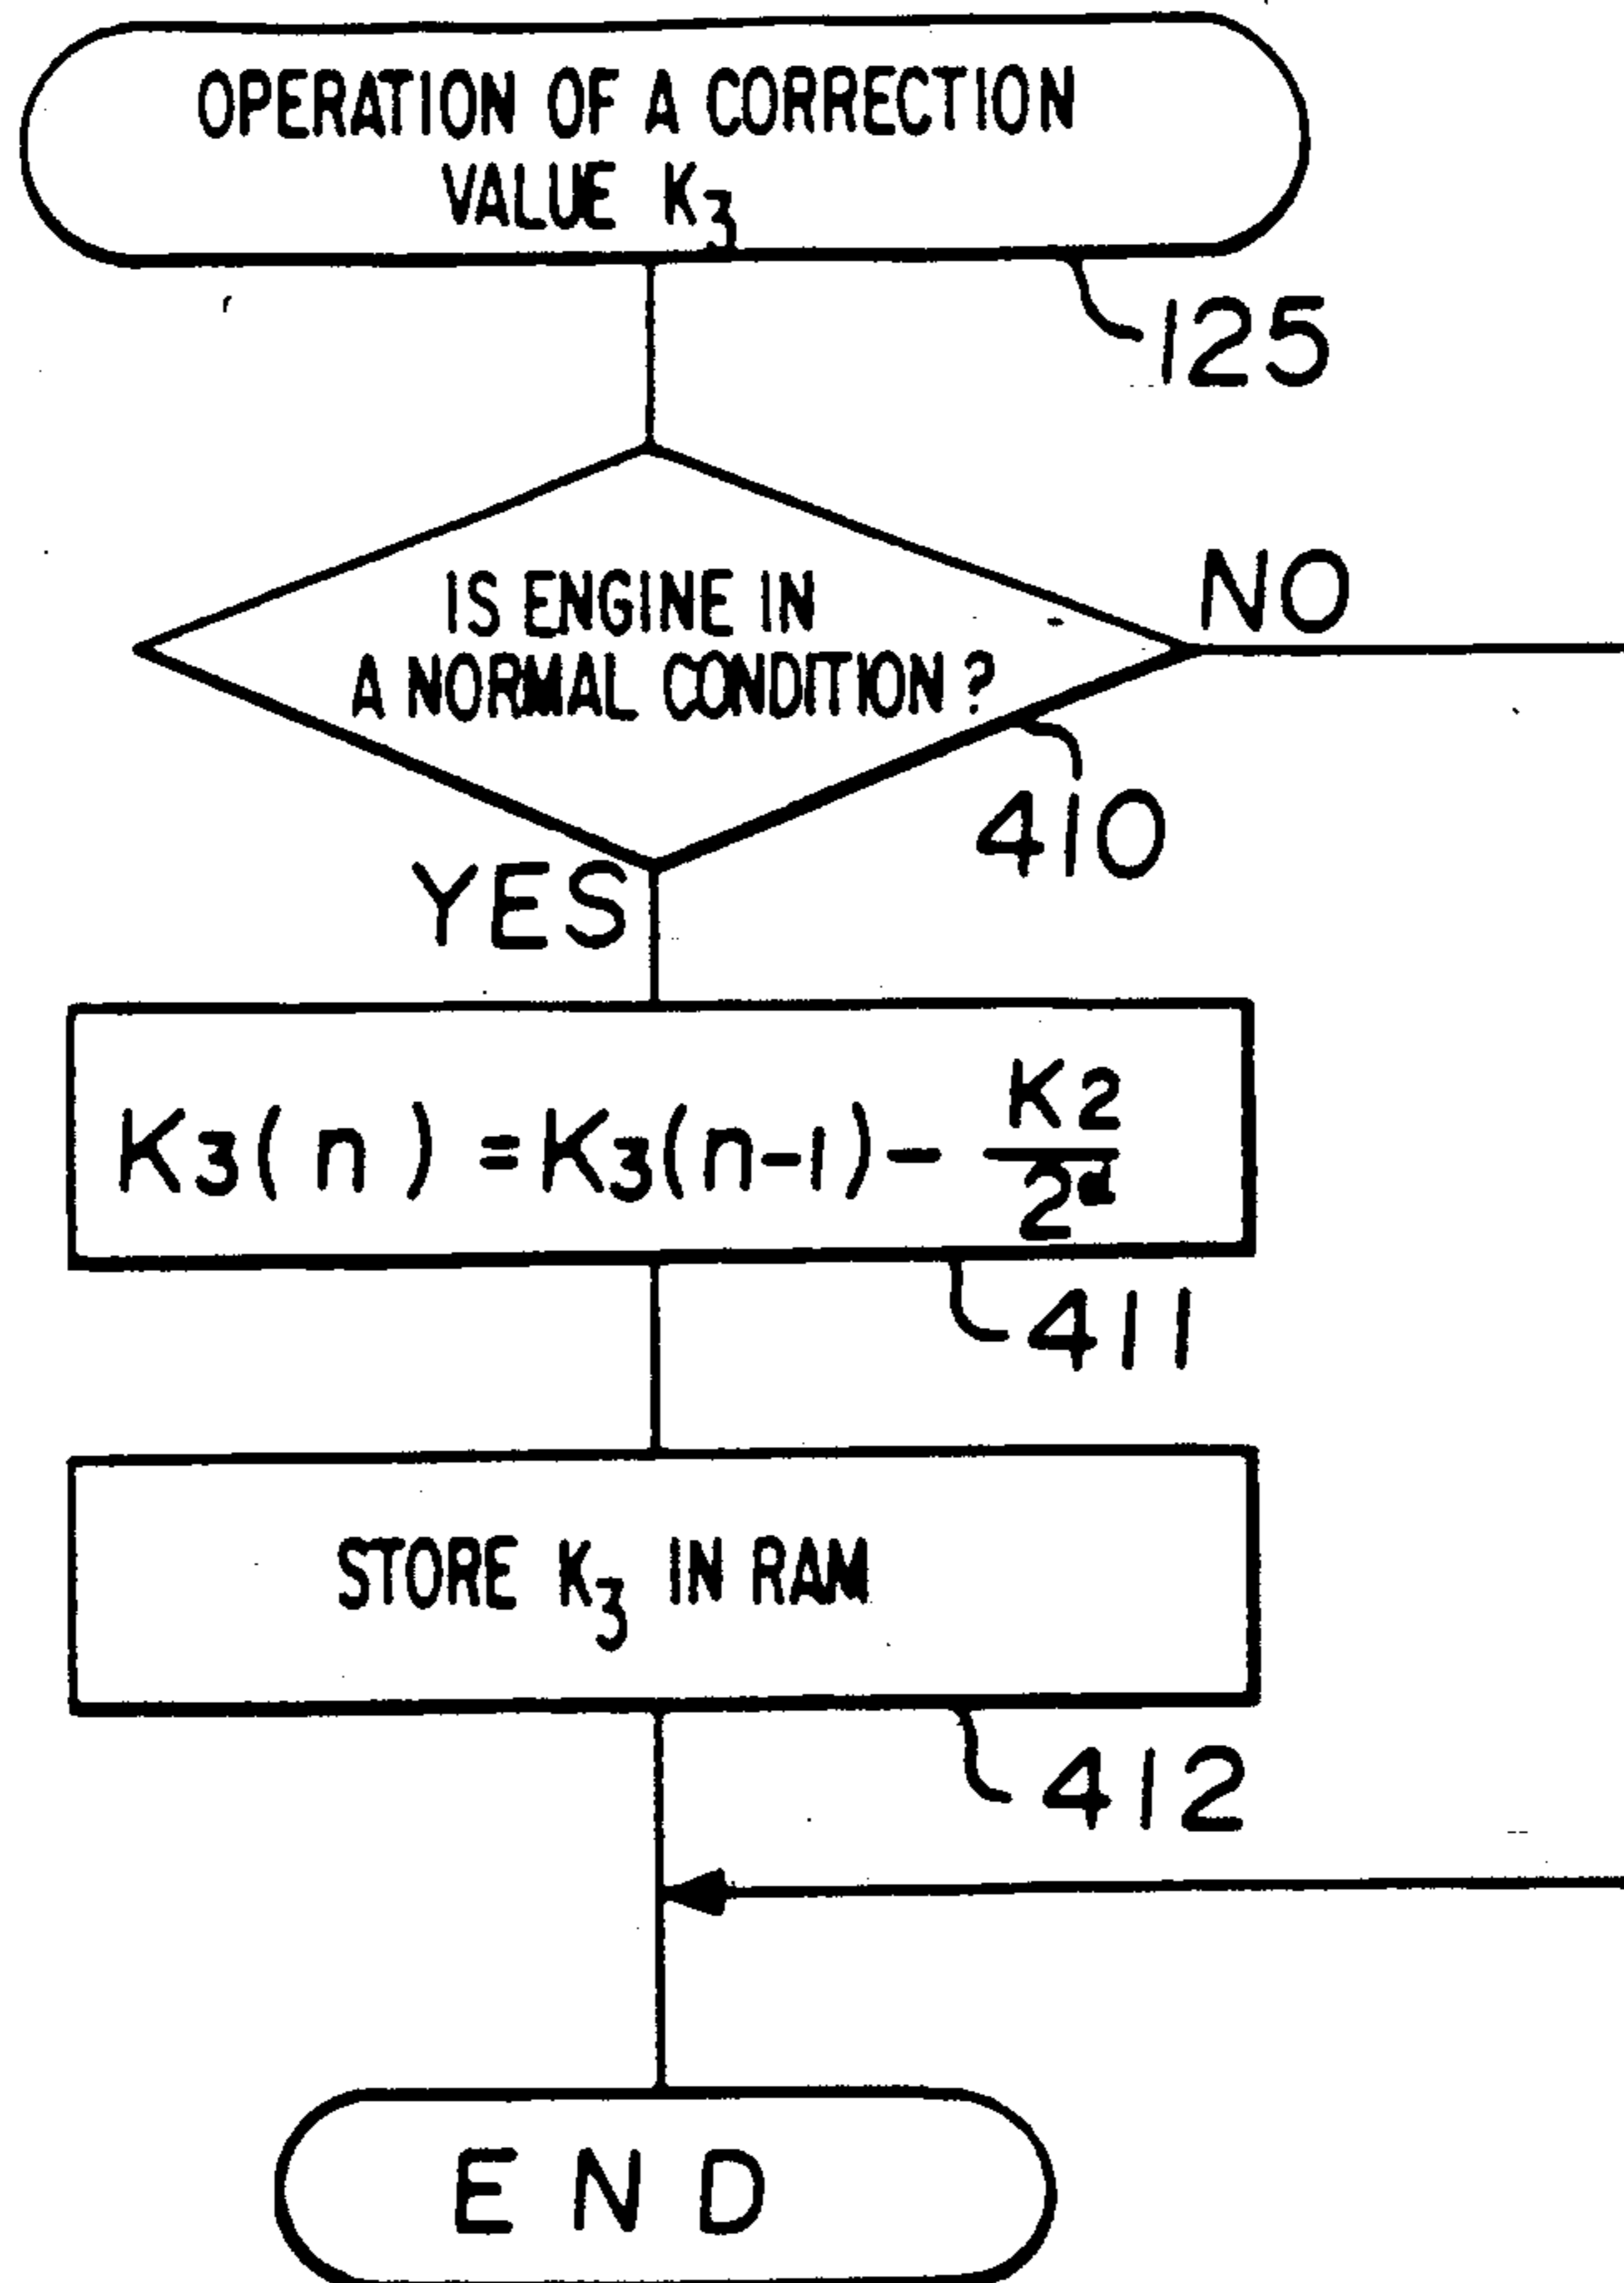 OPERATION OF A CORRECTION
VALUE K₃
125
IS ENGINE IN
A NORMAL CONDITION ?
NO
410
YES
K3(n) =K3(n-1)- K2/2^α
411
STORE K₃ IN RAM
412
END